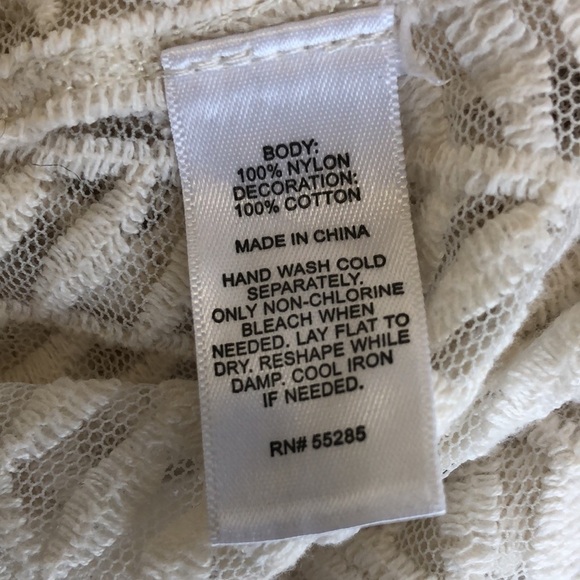 BODY:
100% NYLON
DECORATION:
100% COTTON
MADE IN CHINA
HAND WASH COLD
SEPARATELY.
ONLY NON-CHLORINE
BLEACH WHEN
NEEDED. LAY FLAT TO
DRY. RESHAPE WHILE
DAMP. COOL IRON
IF NEEDED.
RN# 55285